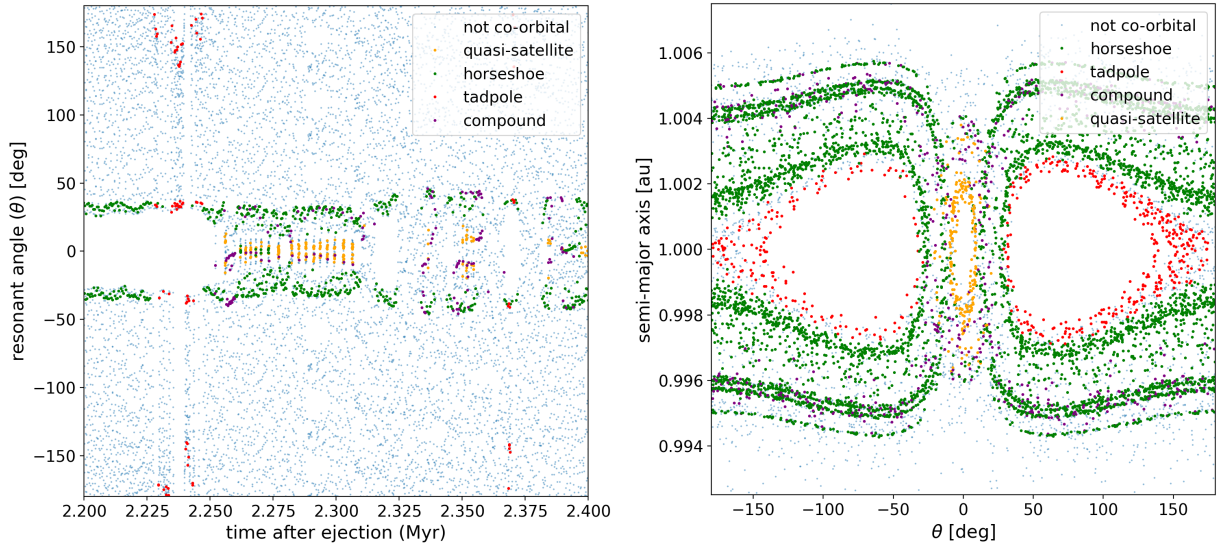 not co-orbital
quasi-satellite
horseshoe
tadpole
compound
150
100
50
0
−50
−100
−150
resonant angle (θ) [deg]
2.200 2.225 2.250 2.275 2.300 2.325 2.350 2.375 2.400
time after ejection (Myr)
not co-orbital
horseshoe
tadpole
compound
quasi-satellite
1.006
1.004
1.002
1.000
0.998
0.996
0.994
semi-major axis [au]
−150 −100 −50 0 50 100 150
θ [deg]